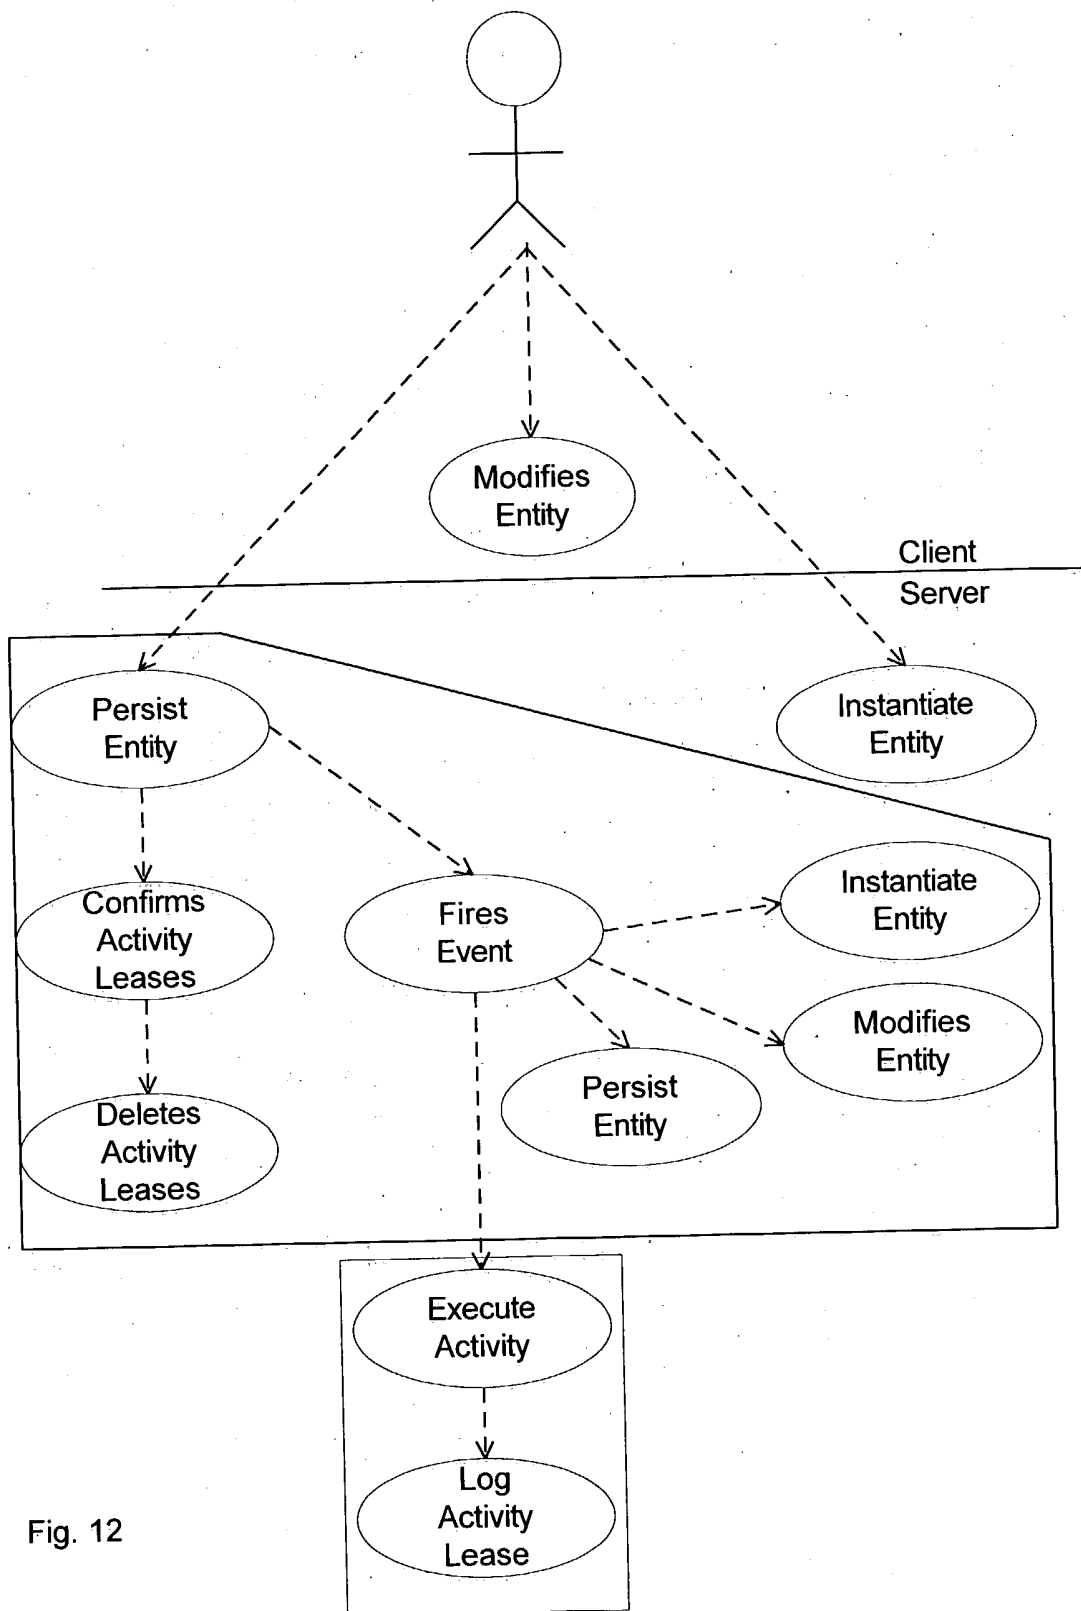 Modifies
Entity
Client
Server
Persist
Entity
Instantiate
Entity
Confirms
Activity
Leases
Fires
Event
Instantiate
Entity
Modifies
Entity
Persist
Entity
Deletes
Activity
Leases
Execute
Activity
Log
Activity
Lease
Fig. 12